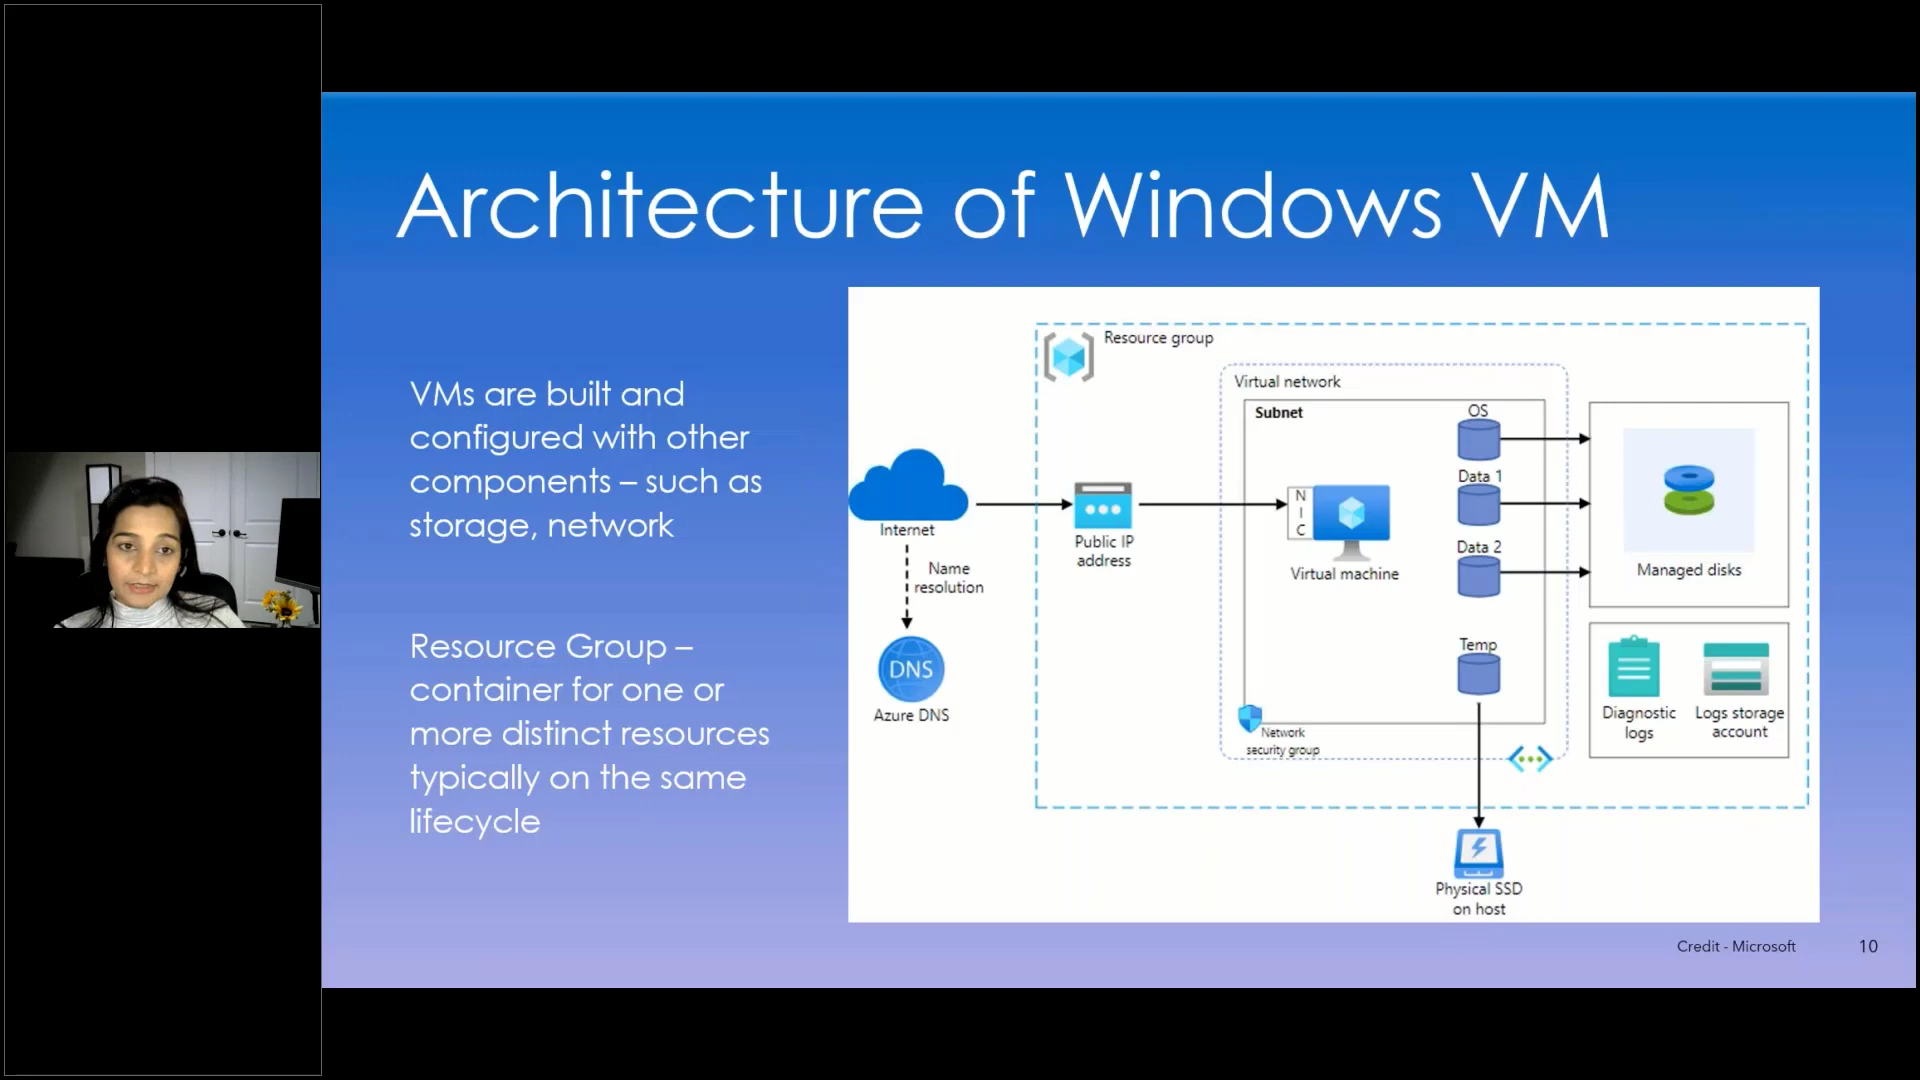 Architecture of Windows VM
VMs are built and
configured with other
components – such as
storage, network
Resource Group –
container for one or
more distinct resources
typically on the same
lifecycle
Resource group
Virtual network
Subnet
OS
Data 1
Data 2
Temp
Internet
Name
resolution
DNS
Azure DNS
Public IP
address
N
I
C
Virtual machine
Network
security group
Managed disks
Diagnostic
logs
Logs storage
account
Physical SSD
on host
Credit - Microsoft
10